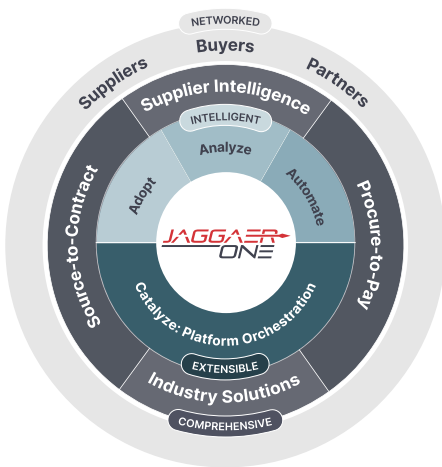 NETWORKED
Buyers
Suppliers
Partners
Supplier Intelligence
INTELLIGENT
Analyze
Adopt
Automate
Source-to-Contract
Procure-to-Pay
JAGGAER
ONE
Catalyze: Platform Orchestration
EXTENSIBLE
Industry Solutions
COMPREHENSIVE